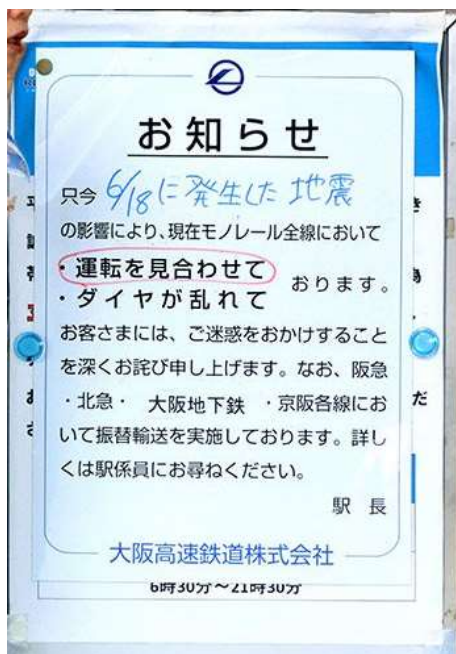 お知らせ
只今 6/18に発生した地震
の影響により、現在モノレール全線において
・運転を見合わせて
・ダイヤが乱れて
おります。
お客さまには、ご迷惑をおかけすること
を深くお詫び申し上げます。なお、阪急
・北急・ 大阪地下鉄 ・京阪各線にお
いて振替輸送を実施しております。詳し
くは駅係員にお尋ねください。
駅 長
大阪高速鉄道株式会社
6時30分～21時30分